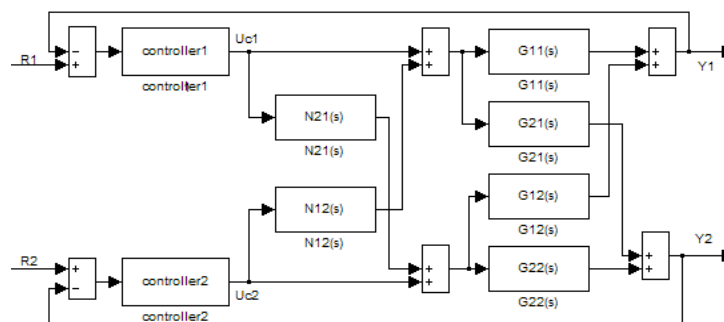 Uc1
R1
controller1
controller1
G11(s)
G11(s)
Y1
N21(s)
N21(s)
G21(s)
G21(s)
N12(s)
N12(s)
G12(s)
G12(s)
R2
controller2
controller2
Uc2
G22(s)
G22(s)
Y2